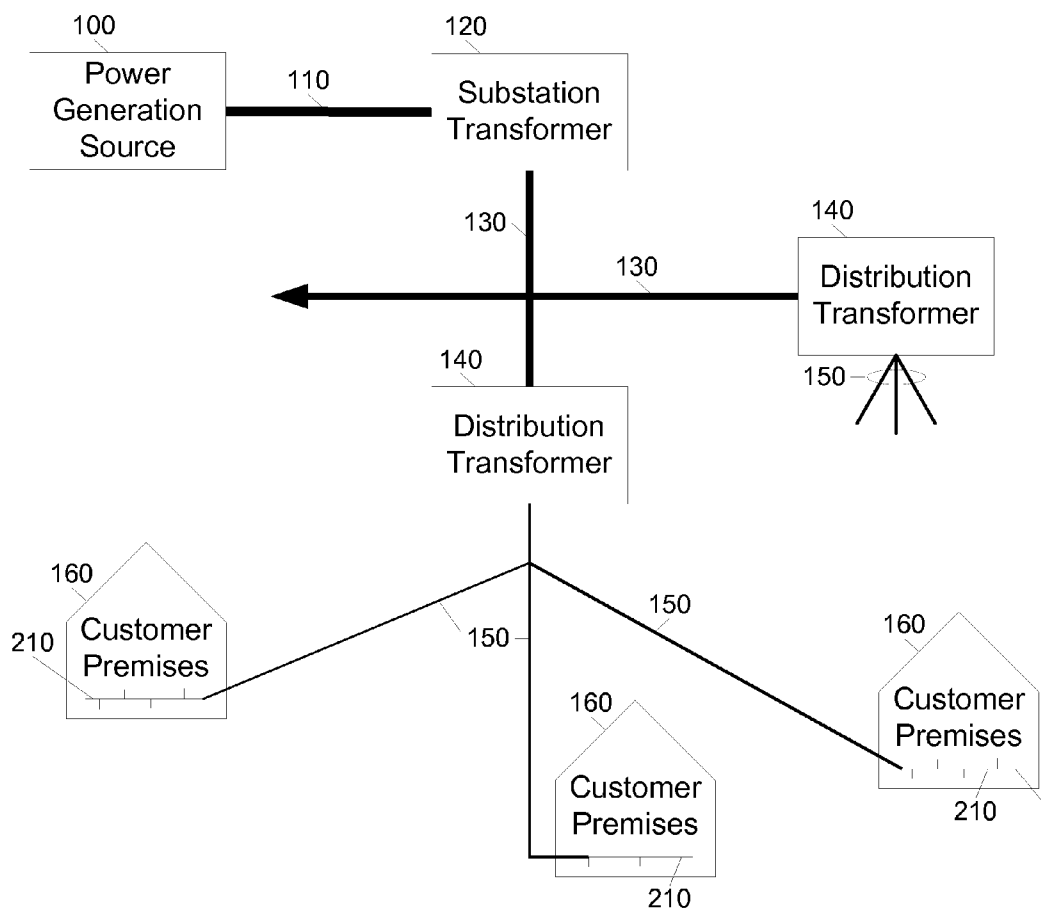 100
Power
Generation
Source
110
120
Substation
Transformer
130
130
140
Distribution
Transformer
150
140
Distribution
Transformer
160
Customer
Premises
210
150
150
160
Customer
Premises
210
160
Customer
Premises
210